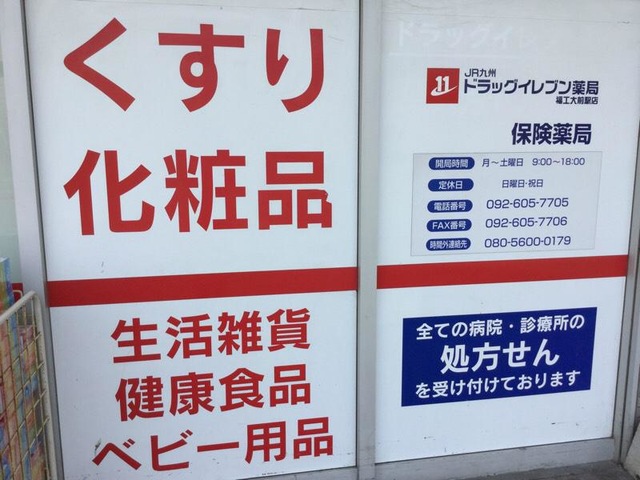 くすり
化粧品
生活雑貨
健康食品
ベビー用品
JR九州
ドラッグイレブン薬局
福工大前駅店
保険薬局
開局時間 月～土曜日 9:00～18:00
定休日 日曜日・祝日
電話番号 092-605-7705
FAX番号 092-605-7706
時間外連絡先 080-5600-0179
全ての病院・診療所の
処方せん
を受け付けております